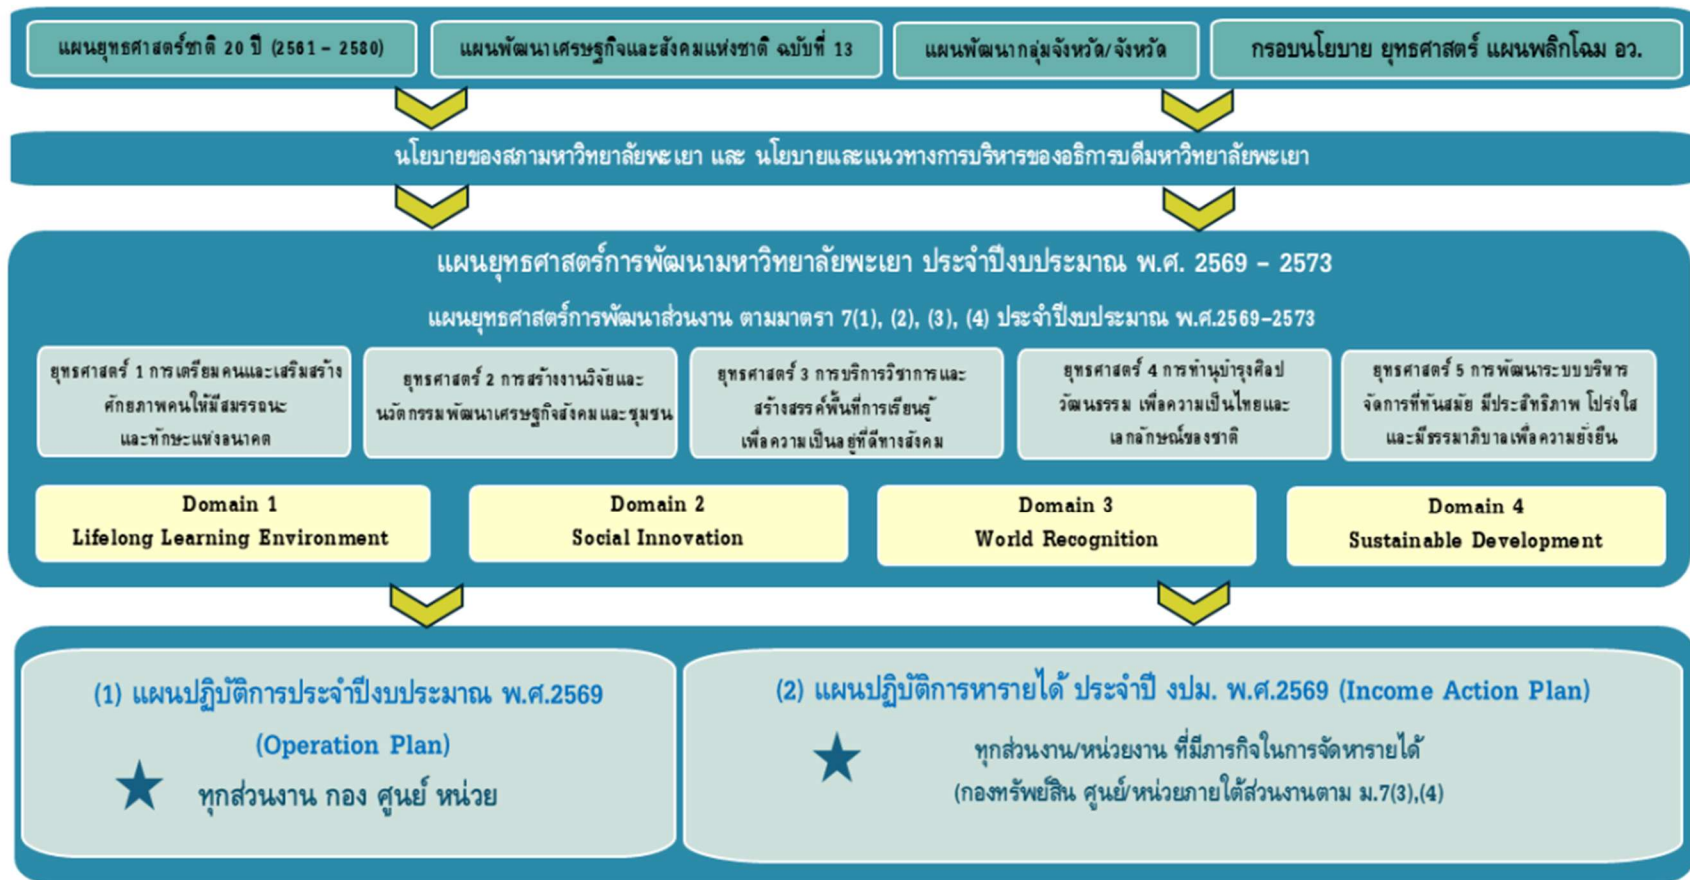 แผนยุทธศาสตร์ชาติ 20 ปี (2561 – 2580)
แผนพัฒนาเศรษฐกิจและสังคมแห่งชาติ ฉบับที่ 13
แผนพัฒนากลุ่มจังหวัด/จังหวัด
กรอบนโยบาย ยุทธศาสตร์ แผนพลิกโฉม อว.
นโยบายของสภามหาวิทยาลัยพะเยา และ นโยบายและแนวทางการบริหารของอธิการบดีมหาวิทยาลัยพะเยา
แผนยุทธศาสตร์การพัฒนามหาวิทยาลัยพะเยา ประจำปีงบประมาณ พ.ศ. 2569 – 2573
แผนยุทธศาสตร์การพัฒนาส่วนงาน ตามมาตรา 7(1), (2), (3), (4) ประจำปีงบประมาณ พ.ศ.2569–2573
ยุทธศาสตร์ 1 การเตรียมคนและเสริมสร้าง
ศักยภาพคนให้มีสมรรถนะ
และทักษะแห่งอนาคต
ยุทธศาสตร์ 2 การสร้างงานวิจัยและ
นวัตกรรมพัฒนาเศรษฐกิจสังคมและชุมชน
ยุทธศาสตร์ 3 การบริการวิชาการและ
สร้างสรรค์พื้นที่การเรียนรู้
เพื่อความเป็นอยู่ที่ดีทางสังคม
ยุทธศาสตร์ 4 การทำนุบำรุงศิลป
วัฒนธรรม เพื่อความเป็นไทยและ
เอกลักษณ์ของชาติ
ยุทธศาสตร์ 5 การพัฒนาระบบบริหาร
จัดการที่ทันสมัย มีประสิทธิภาพ โปร่งใส
และมีธรรมาภิบาลเพื่อความยั่งยืน
Domain 1
Lifelong Learning Environment
Domain 2
Social Innovation
Domain 3
World Recognition
Domain 4
Sustainable Development
(1) แผนปฏิบัติการประจำปีงบประมาณ พ.ศ.2569
(Operation Plan)
ทุกส่วนงาน กอง ศูนย์ หน่วย
(2) แผนปฏิบัติการหารายได้ ประจำปี งปม. พ.ศ.2569 (Income Action Plan)
ทุกส่วนงาน/หน่วยงาน ที่มีภารกิจในการจัดหารายได้
(กองทรัพย์สิน ศูนย์/หน่วยภายใต้ส่วนงานตาม ม.7(3),(4)